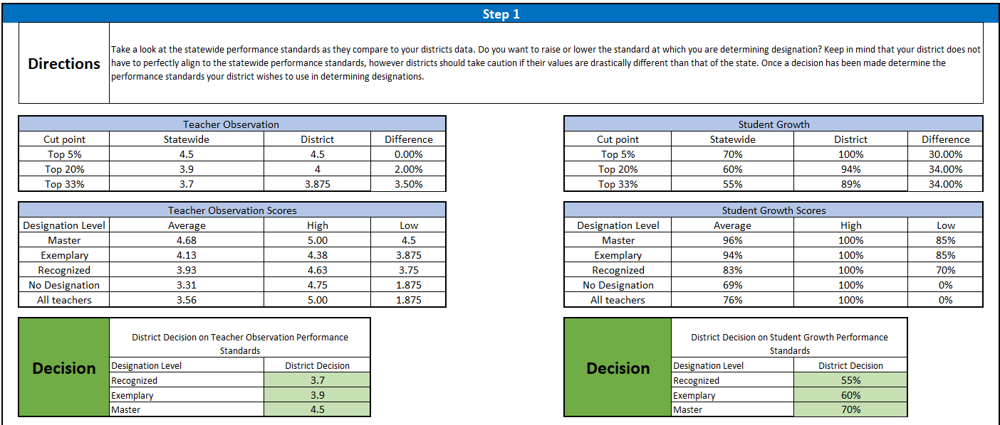 Step 1
Directions
Take a look at the statewide performance standards as they compare to your districts data. Do you want to raise or lower the standard at which you are determining designation? Keep in mind that your district does not
have to perfectly align to the statewide performance standards, however districts should take caution if their values are drastically different than that of the state. Once a decision has been made determine the
performance standards your district wishes to use in determining designations.
Teacher Observation
Cut point Statewide District Difference
Top 5% 4.5 4.5 0.00%
Top 20% 3.9 4 2.00%
Top 33% 3.7 3.875 3.50%
Student Growth
Cut point Statewide District Difference
Top 5% 70% 100% 30.00%
Top 20% 60% 94% 34.00%
Top 33% 55% 89% 34.00%
Teacher Observation Scores
Designation Level Average High Low
Master 4.68 5.00 4.5
Exemplary 4.13 4.38 3.875
Recognized 3.93 4.63 3.75
No Designation 3.31 4.75 1.875
All teachers 3.56 5.00 1.875
Student Growth Scores
Designation Level Average High Low
Master 96% 100% 85%
Exemplary 94% 100% 85%
Recognized 83% 100% 70%
No Designation 69% 100% 0%
All teachers 76% 100% 0%
Decision
District Decision on Teacher Observation Performance
Standards
Designation Level District Decision
Recognized 3.7
Exemplary 3.9
Master 4.5
Decision
District Decision on Student Growth Performance
Standards
Designation Level District Decision
Recognized 55%
Exemplary 60%
Master 70%